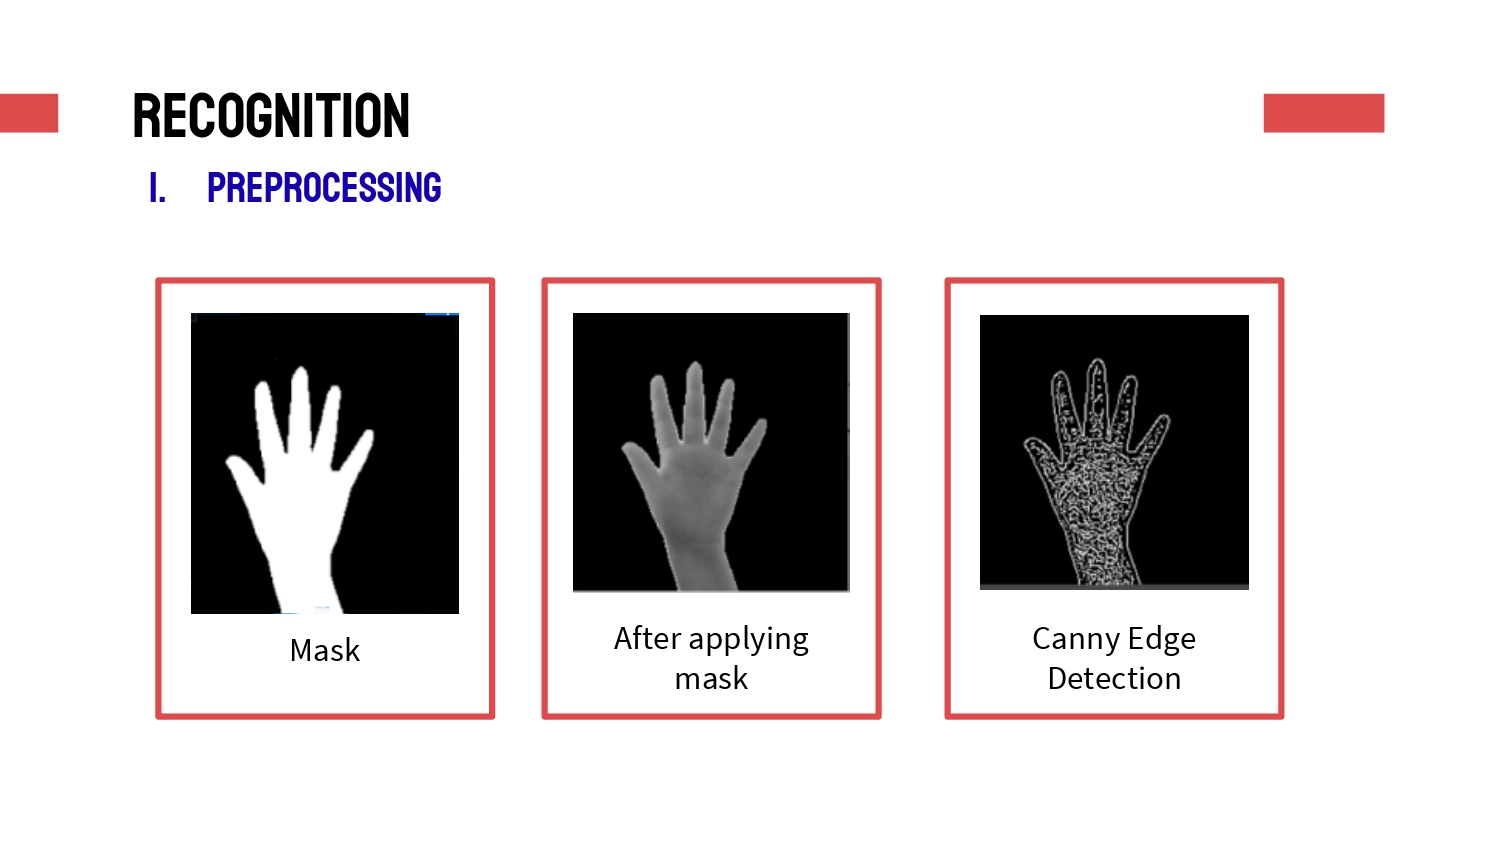 RECOGNITION
I. PREPROCESSING
Mask
After applying
mask
Canny Edge
Detection